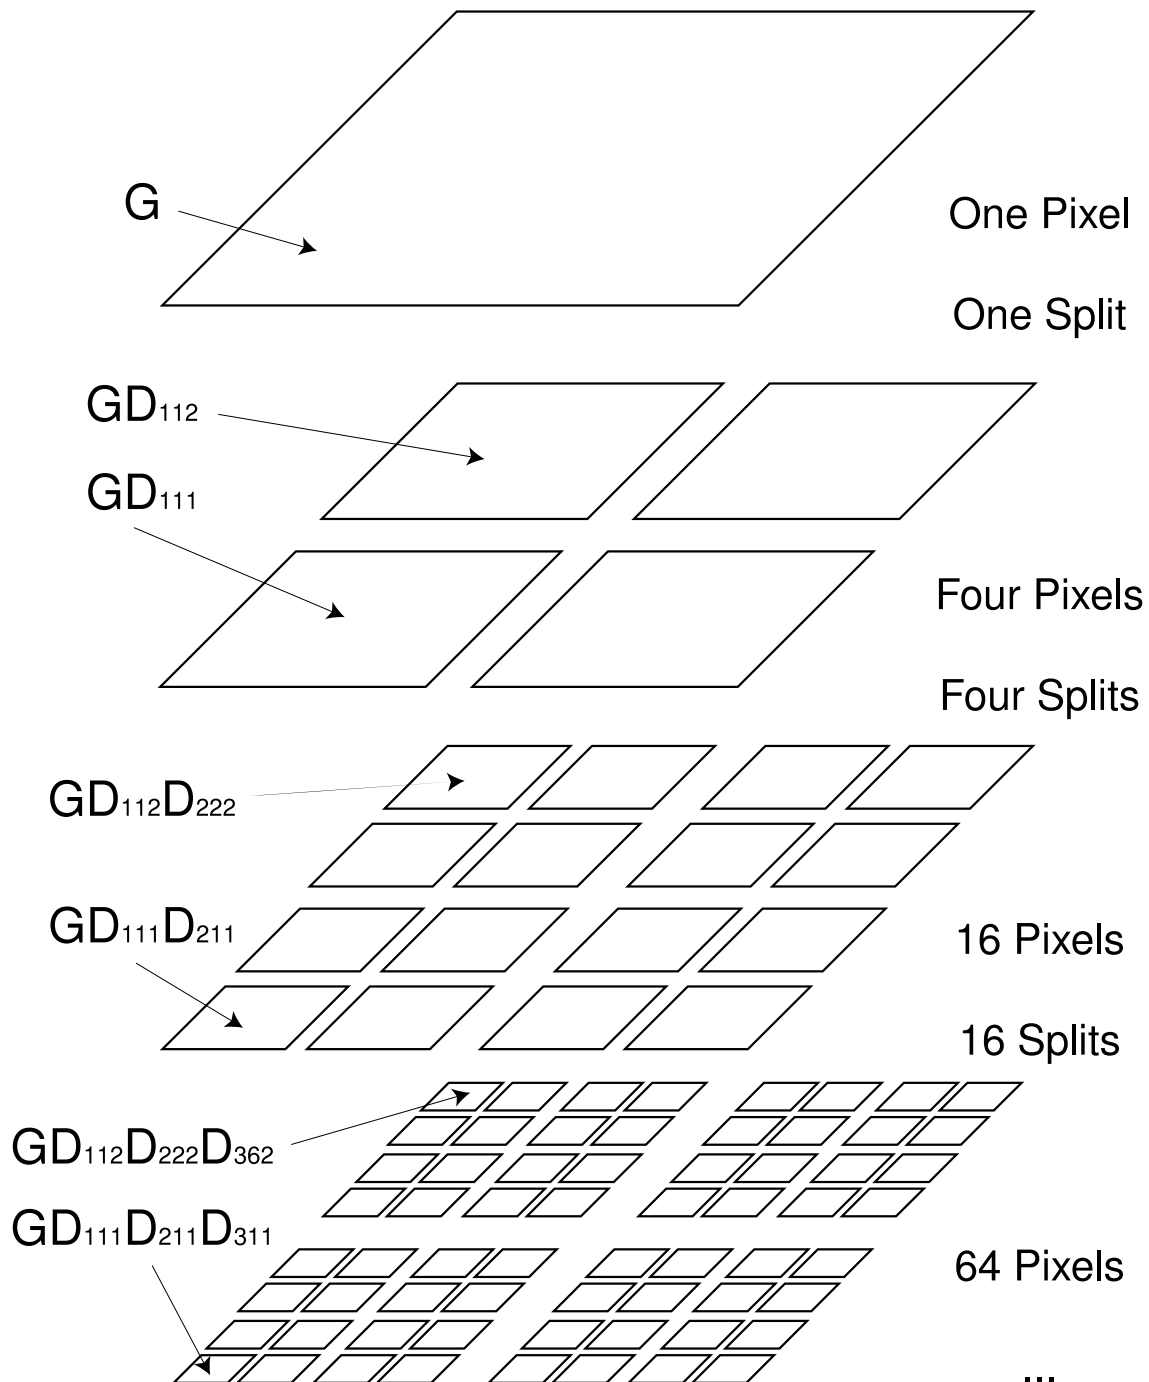 G
One Pixel
One Split
GD₁₁₂
GD₁₁₁
Four Pixels
Four Splits
GD₁₁₂D₂₂₂
GD₁₁₁D₂₁₁
16 Pixels
16 Splits
GD₁₁₂D₂₂₂D₃₆₂
GD₁₁₁D₂₁₁D₃₁₁
64 Pixels
...